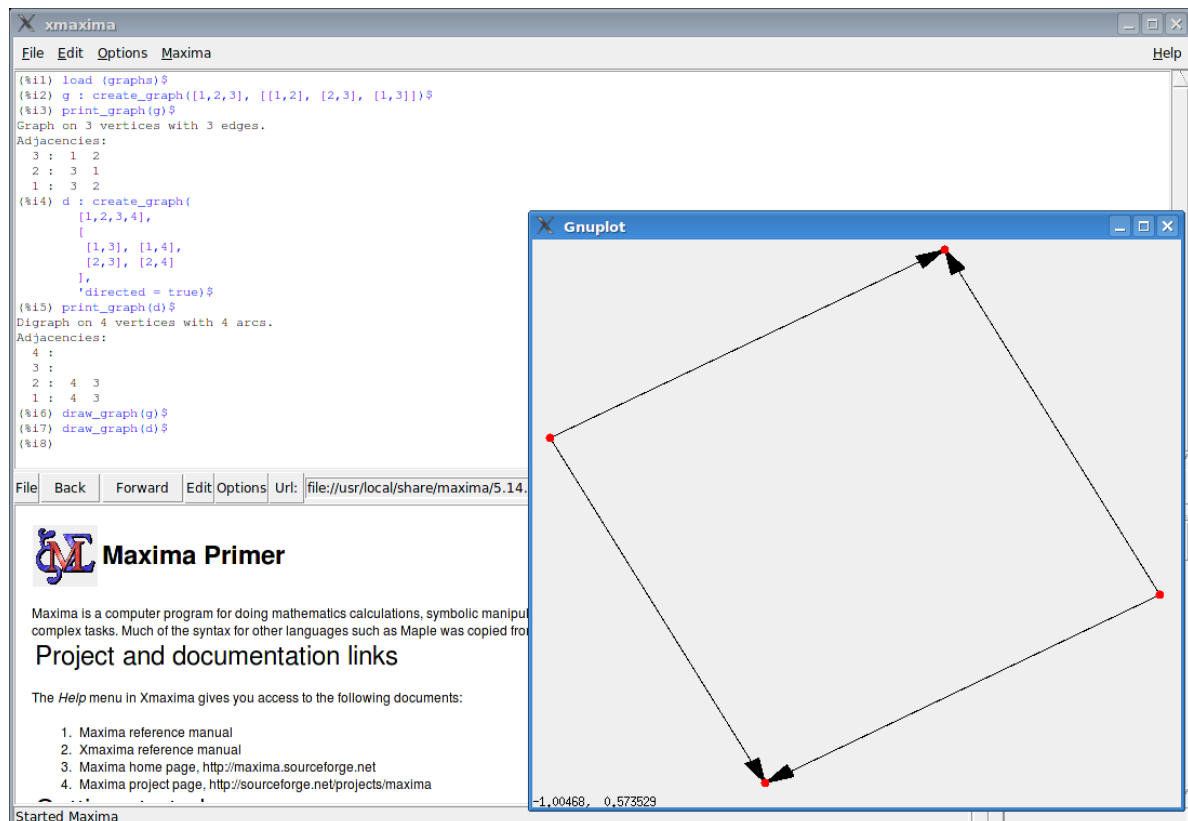 xmaxima
File Edit Options Maxima Help
(%i1) load (graphs)$
(%i2) g : create_graph([1,2,3], [[1,2], [2,3], [1,3]])$
(%i3) print_graph(g)$
Graph on 3 vertices with 3 edges.
Adjacencies:
3 : 1 2
2 : 3 1
1 : 3 2
(%i4) d : create_graph(
[1,2,3,4],
[
[1,3], [1,4],
[2,3], [2,4]
],
'directed = true)$
(%i5) print_graph(d)$
Digraph on 4 vertices with 4 arcs.
Adjacencies:
4 :
3 :
2 : 4 3
1 : 4 3
(%i6) draw_graph(g)$
(%i7) draw_graph(d)$
(%i8)
Gnuplot
-1.00468, 0.573529
File Back Forward Edit Options Url: file://usr/local/share/maxima/5.14.
Maxima Primer
Maxima is a computer program for doing mathematics calculations, symbolic
complex tasks. Much of the syntax for other languages such as Maple was copied
Project and documentation links
The Help menu in Xmaxima gives you access to the following documents:
1. Maxima reference manual
2. Xmaxima reference manual
3. Maxima home page, http://maxima.sourceforge.net
4. Maxima project page, http://sourceforge.net/projects/maxima
Started Maxima